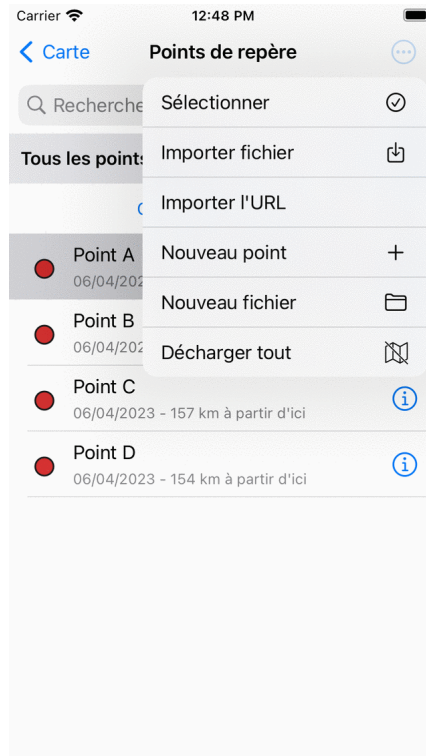 Carrier 12:48 PM
Carte Points de repère
Recherche
Sélectionner
Tous les points
Importer fichier
Importer l'URL
Point A
Nouveau point
06/04/202
Point B
Nouveau fichier
06/04/202
Décharger tout
Point C
06/04/2023 - 157 km à partir d'ici
Point D
06/04/2023 - 154 km à partir d'ici